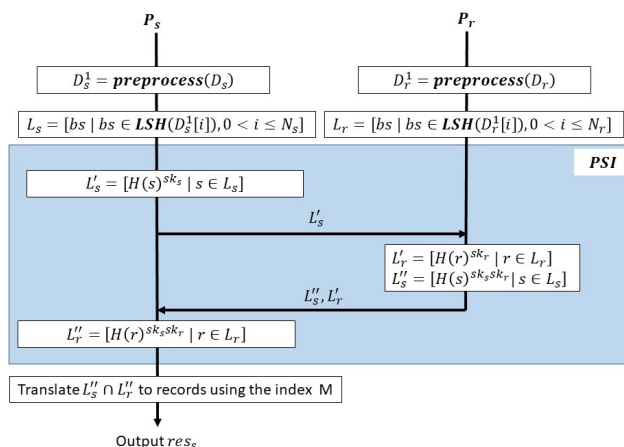 P_s P_r
D_s^1 = preprocess(D_s) D_r^1 = preprocess(D_r)
L_s = [bs | bs ∈ LSH(D_s^1[i]), 0 < i ≤ N_s] L_r = [bs | bs ∈ LSH(D_r^1[i]), 0 < i ≤ N_r]
PSI
L'_s = [H(s)^{sk_s} | s ∈ L_s]
L'_s
L'_r = [H(r)^{sk_r} | r ∈ L_r]
L''_s = [H(s)^{sk_s sk_r} | s ∈ L_s]
L''_s, L'_r
L''_r = [H(r)^{sk_s sk_r} | r ∈ L_r]
Translate L''_s ∩ L''_r to records using the index M
Output res_s